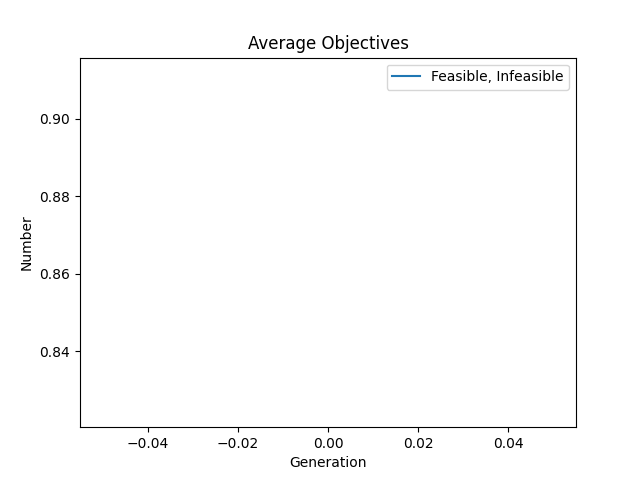 Average Objectives
Feasible, Infeasible
0.90
0.88
0.86
0.84
Number
−0.04 −0.02 0.00 0.02 0.04
Generation